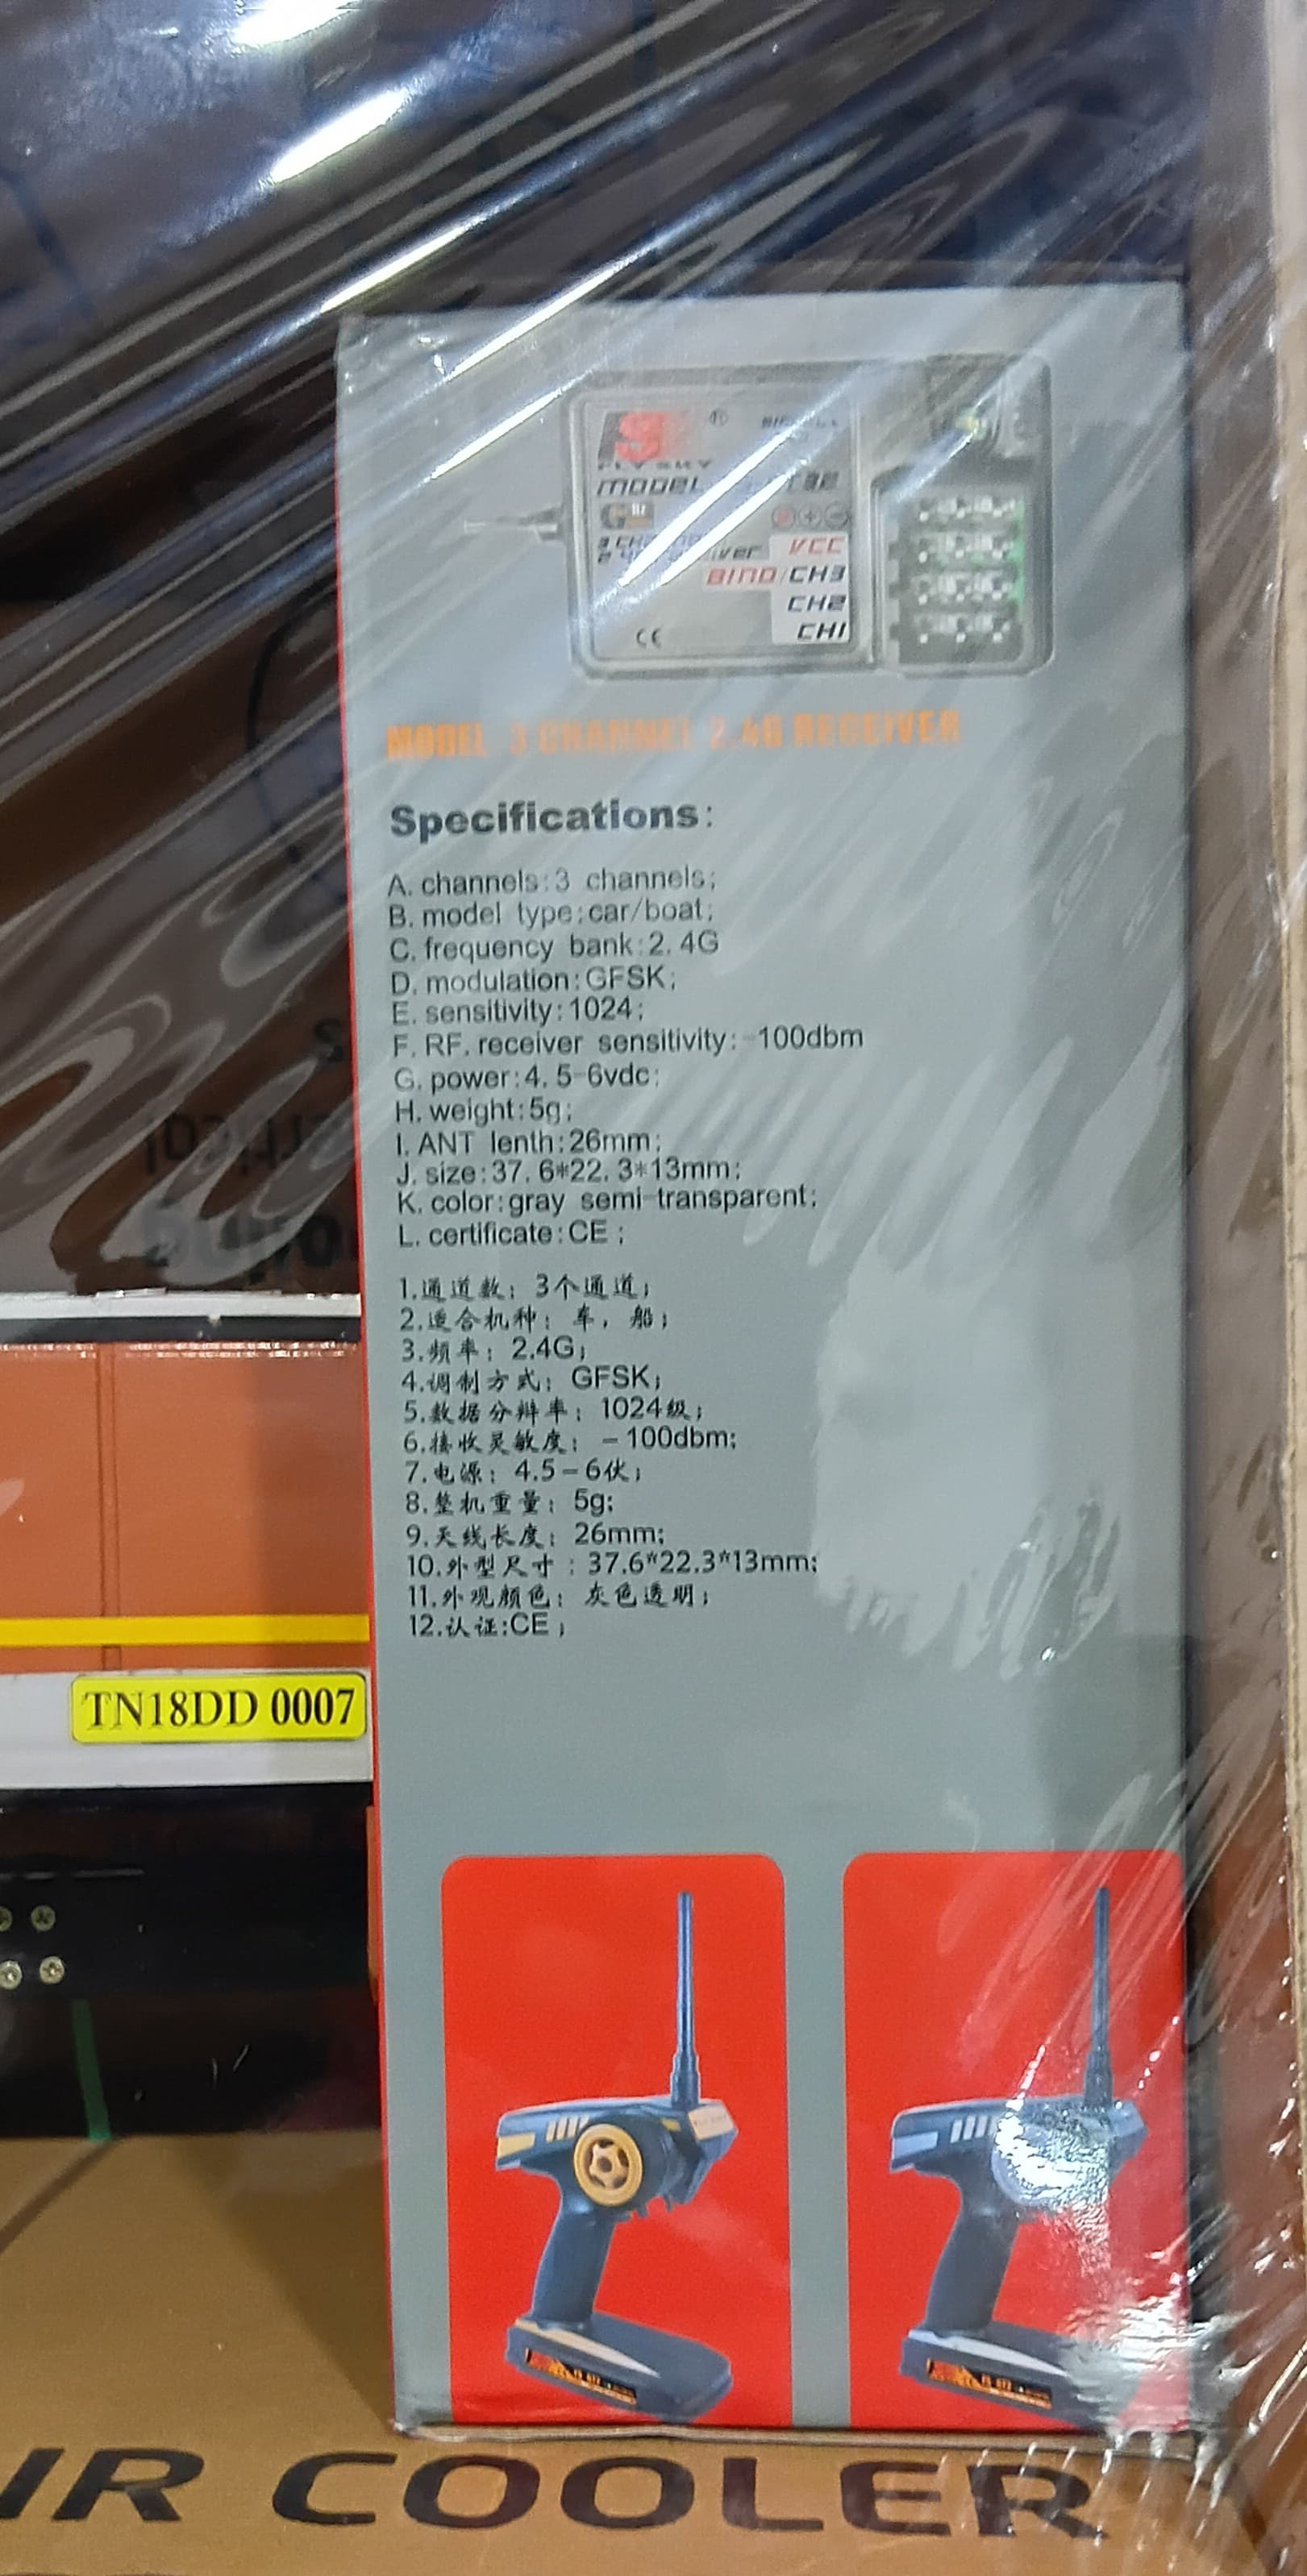 FLY SKY
MODEL
VCC
BIND/CH3
CH2
CE CH1
MODEL 3 CHANNEL 2.4G RECEIVER
Specifications:
A. channels:3 channels;
B. model type:car/boat;
C. frequency bank:2. 4G
D. modulation:GFSK;
E. sensitivity:1024;
F. RF. receiver sensitivity:-100dbm
G. power:4. 5-6vdc;
H. weight:5g;
I. ANT lenth:26mm;
J. size:37. 6*22. 3*13mm;
K. color:gray semi-transparent;
L. certificate:CE ;
1.通道数：3个通道；
2.适合机种：车，船；
3.频率：2.4G；
4.调制方式：GFSK；
5.数据分辩率：1024级；
6.接收灵敏度：－100dbm;
7.电源：4.5－6伏；
8.整机重量：5g;
9.天线长度：26mm;
10.外型尺寸：37.6*22.3*13mm;
11.外观颜色：灰色透明；
12.认证:CE；
TN18DD 0007
IR COOLER